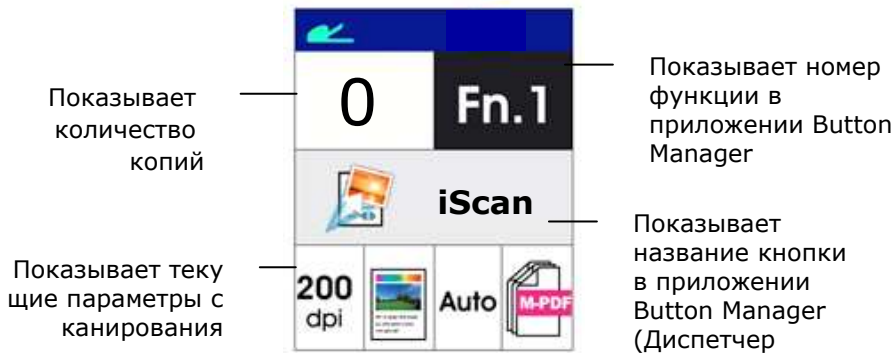 Показывает
количество
копий
Показывает теку
щие параметры с
канирования
0
Fn.1
iScan
200
dpi
Auto
M-PDF
Показывает номер
функции в
приложении Button
Manager
Показывает
название кнопки
в приложении
Button Manager
(Диспетчер